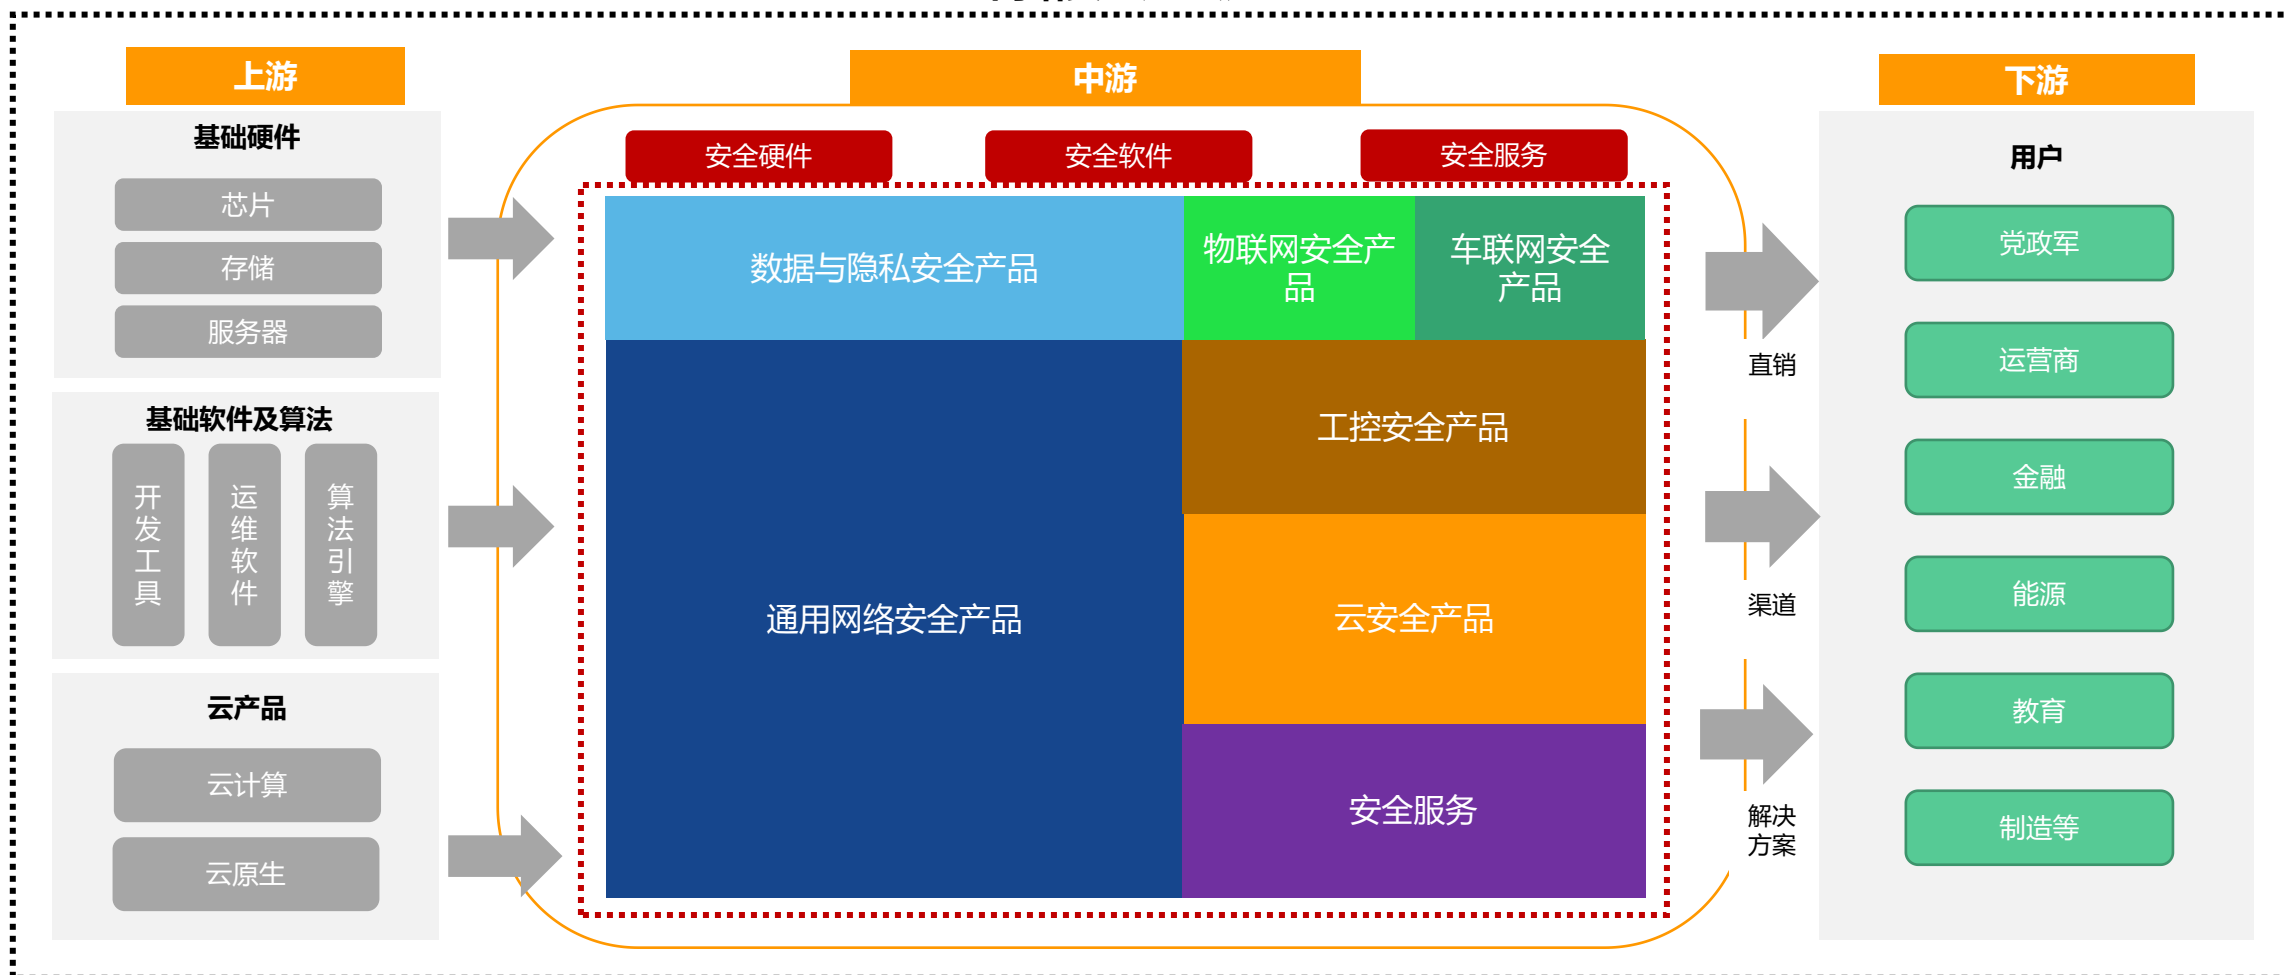 上游
基础硬件
芯片
存储
服务器
基础软件及算法
开发工具
运维软件
算法引擎
云产品
云计算
云原生
中游
安全硬件
安全软件
安全服务
数据与隐私安全产品
物联网安全产
品
车联网安全
产品
通用网络安全产品
工控安全产品
云安全产品
安全服务
直销
渠道
解决
方案
下游
用户
党政军
运营商
金融
能源
教育
制造等